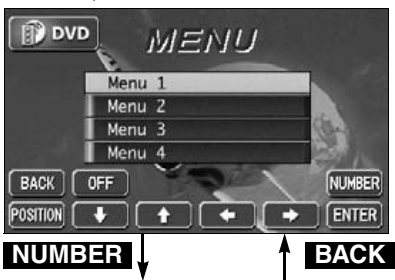 DVD
MENU
Menu 1
Menu 2
Menu 3
Menu 4
BACK OFF NUMBER
POSITION ENTER
NUMBER BACK